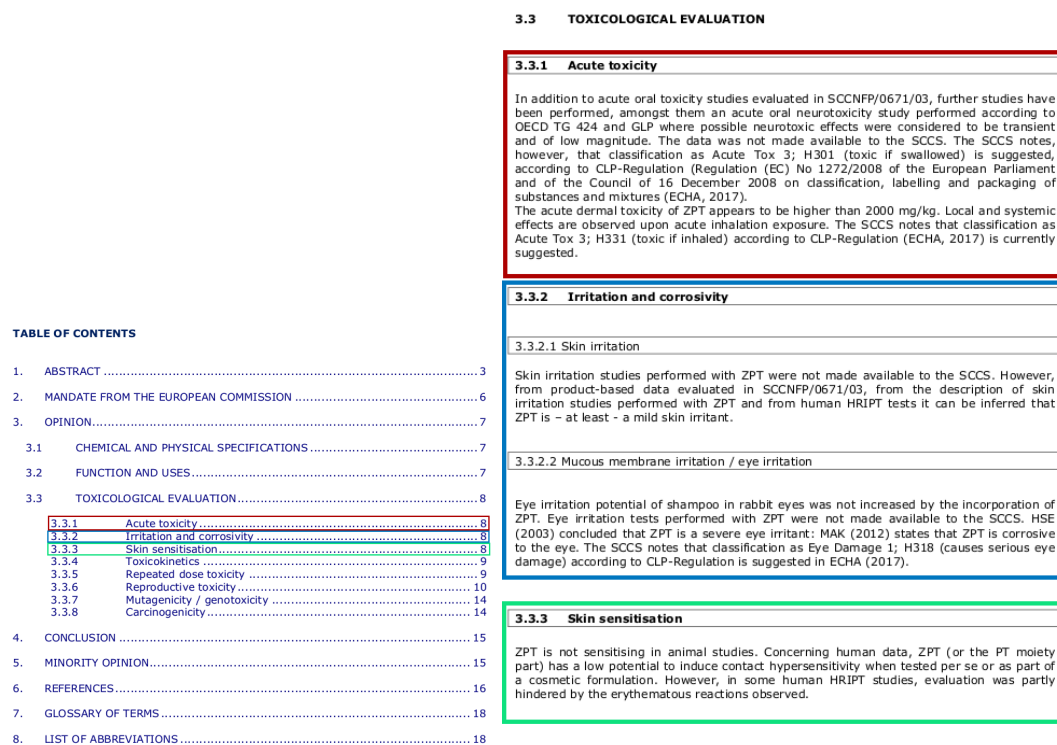 TABLE OF CONTENTS
1. ABSTRACT ..... 3
2. MANDATE FROM THE EUROPEAN COMMISSION ..... 6
3. OPINION ..... 7
3.1 CHEMICAL AND PHYSICAL SPECIFICATIONS ..... 7
3.2 FUNCTION AND USES ..... 7
3.3 TOXICOLOGICAL EVALUATION ..... 8
3.3.1 Acute toxicity ..... 8
3.3.2 Irritation and corrosivity ..... 8
3.3.3 Skin sensitisation ..... 8
3.3.4 Toxicokinetics ..... 9
3.3.5 Repeated dose toxicity ..... 9
3.3.6 Reproductive toxicity ..... 10
3.3.7 Mutagenicity / genotoxicity ..... 14
3.3.8 Carcinogenicity ..... 14
4. CONCLUSION ..... 15
5. MINORITY OPINION ..... 15
6. REFERENCES ..... 16
7. GLOSSARY OF TERMS ..... 18
8. LIST OF ABBREVIATIONS ..... 18
3.3 TOXICOLOGICAL EVALUATION
3.3.1 Acute toxicity
In addition to acute oral toxicity studies evaluated in SCCNFP/0671/03, further studies have
been performed, amongst them an acute oral neurotoxicity study performed according to
OECD TG 424 and GLP where possible neurotoxic effects were considered to be transient
and of low magnitude. The data was not made available to the SCCS. The SCCS notes,
however, that classification as Acute Tox 3; H301 (toxic if swallowed) is suggested,
according to CLP-Regulation (Regulation (EC) No 1272/2008 of the European Parliament
and of the Council of 16 December 2008 on classification, labelling and packaging of
substances and mixtures (ECHA, 2017).
The acute dermal toxicity of ZPT appears to be higher than 2000 mg/kg. Local and systemic
effects are observed upon acute inhalation exposure. The SCCS notes that classification as
Acute Tox 3; H331 (toxic if inhaled) according to CLP-Regulation (ECHA, 2017) is currently
suggested.
3.3.2 Irritation and corrosivity
3.3.2.1 Skin irritation
Skin irritation studies performed with ZPT were not made available to the SCCS. However,
from product-based data evaluated in SCCNFP/0671/03, from the description of skin
irritation studies performed with ZPT and from human HRIPT tests it can be inferred that
ZPT is – at least - a mild skin irritant.
3.3.2.2 Mucous membrane irritation / eye irritation
Eye irritation potential of shampoo in rabbit eyes was not increased by the incorporation of
ZPT. Eye irritation tests performed with ZPT were not made available to the SCCS. HSE
(2003) concluded that ZPT is a severe eye irritant: MAK (2012) states that ZPT is corrosive
to the eye. The SCCS notes that classification as Eye Damage 1; H318 (causes serious eye
damage) according to CLP-Regulation is suggested in ECHA (2017).
3.3.3 Skin sensitisation
ZPT is not sensitising in animal studies. Concerning human data, ZPT (or the PT moiety
part) has a low potential to induce contact hypersensitivity when tested per se or as part of
a cosmetic formulation. However, in some human HRIPT studies, evaluation was partly
hindered by the erythematous reactions observed.